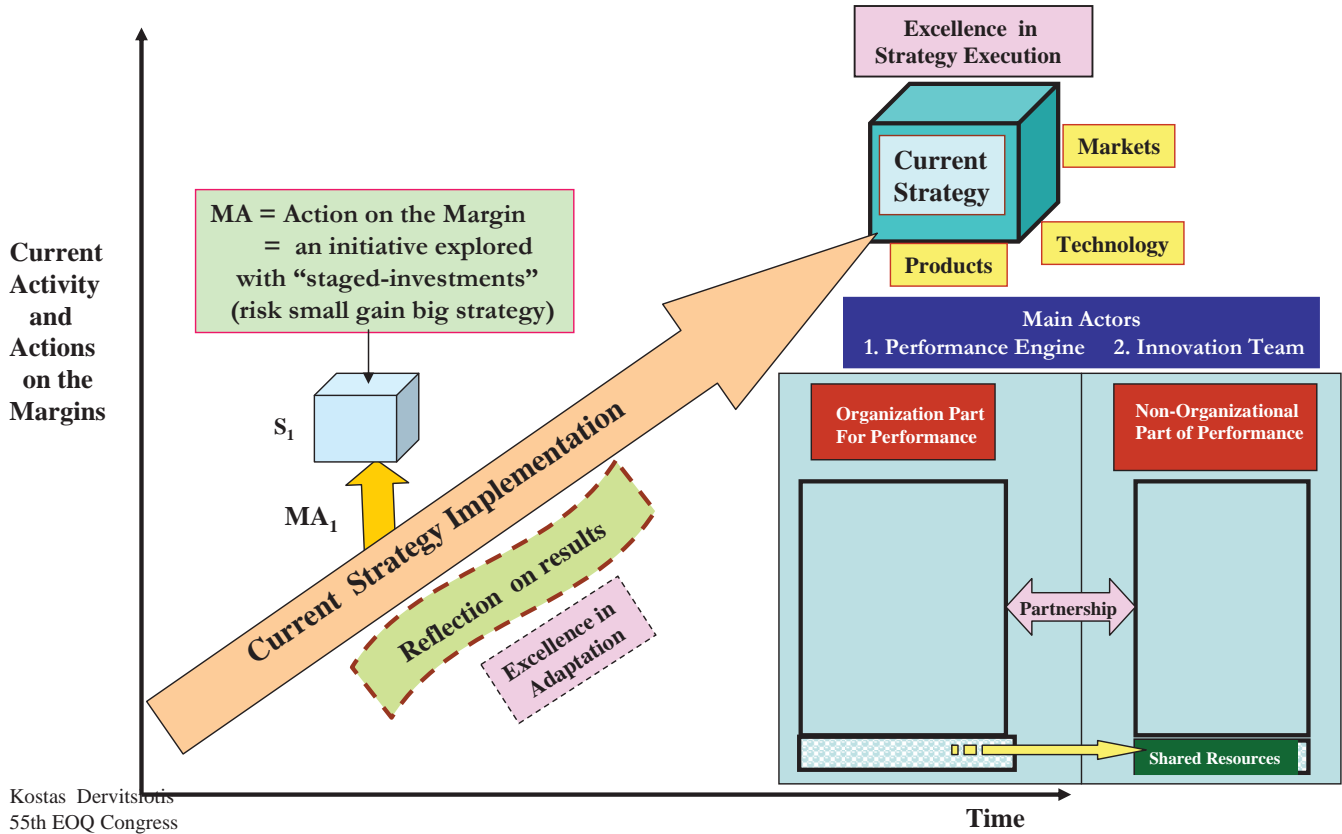 Excellence in
Strategy Execution
Current
Strategy
Markets
Technology
Products
MA = Action on the Margin
= an initiative explored
with “staged-investments”
(risk small gain big strategy)
Current
Activity
and
Actions
on the
Margins
S₁
MA₁
Current Strategy Implementation
Reflection on results
Excellence in
Adaptation
Main Actors
1. Performance Engine 2. Innovation Team
Organization Part
For Performance
Non-Organizational
Part of Performance
Partnership
Shared Resources
Time
Kostas Dervitsiotis
55th EOQ Congress